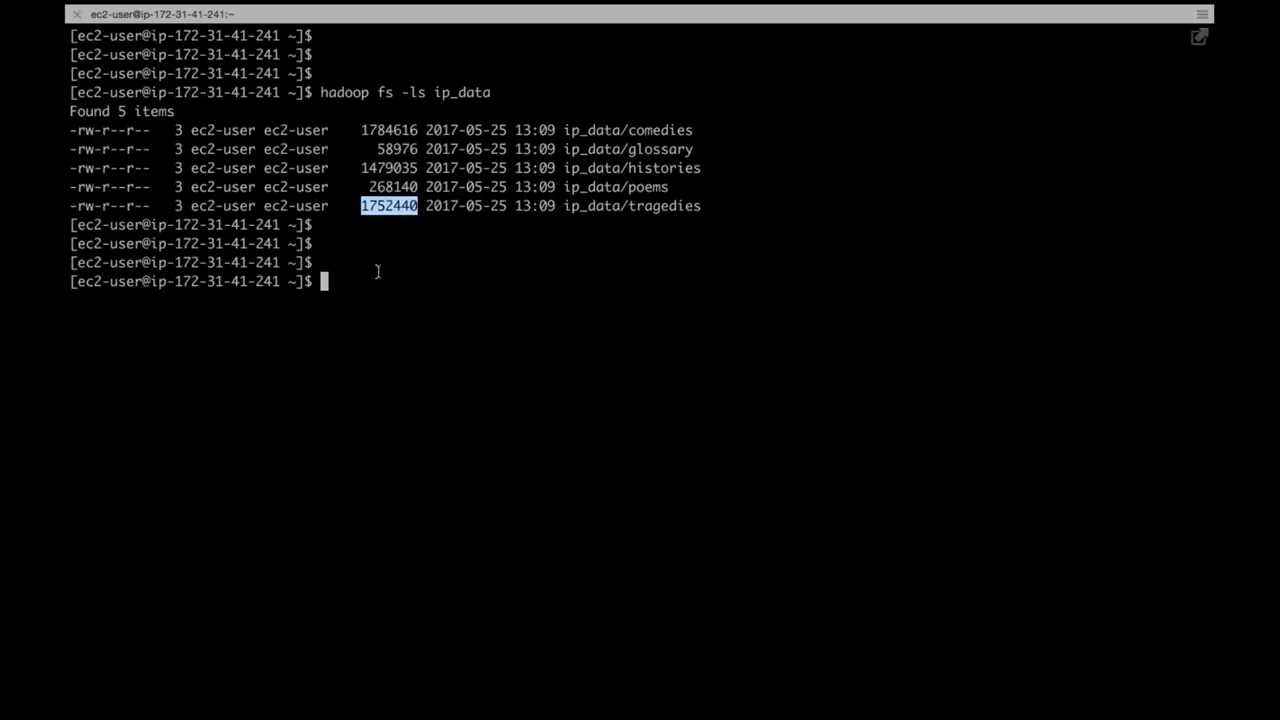 ec2-user@ip-172-31-41-241:~
[ec2-user@ip-172-31-41-241 ~]$
[ec2-user@ip-172-31-41-241 ~]$
[ec2-user@ip-172-31-41-241 ~]$
[ec2-user@ip-172-31-41-241 ~]$ hadoop fs -ls ip_data
Found 5 items
-rw-r--r--   3 ec2-user ec2-user    1784616 2017-05-25 13:09 ip_data/comedies
-rw-r--r--   3 ec2-user ec2-user      58976 2017-05-25 13:09 ip_data/glossary
-rw-r--r--   3 ec2-user ec2-user    1479035 2017-05-25 13:09 ip_data/histories
-rw-r--r--   3 ec2-user ec2-user     268140 2017-05-25 13:09 ip_data/poems
-rw-r--r--   3 ec2-user ec2-user    1752440 2017-05-25 13:09 ip_data/tragedies
[ec2-user@ip-172-31-41-241 ~]$
[ec2-user@ip-172-31-41-241 ~]$
[ec2-user@ip-172-31-41-241 ~]$
[ec2-user@ip-172-31-41-241 ~]$